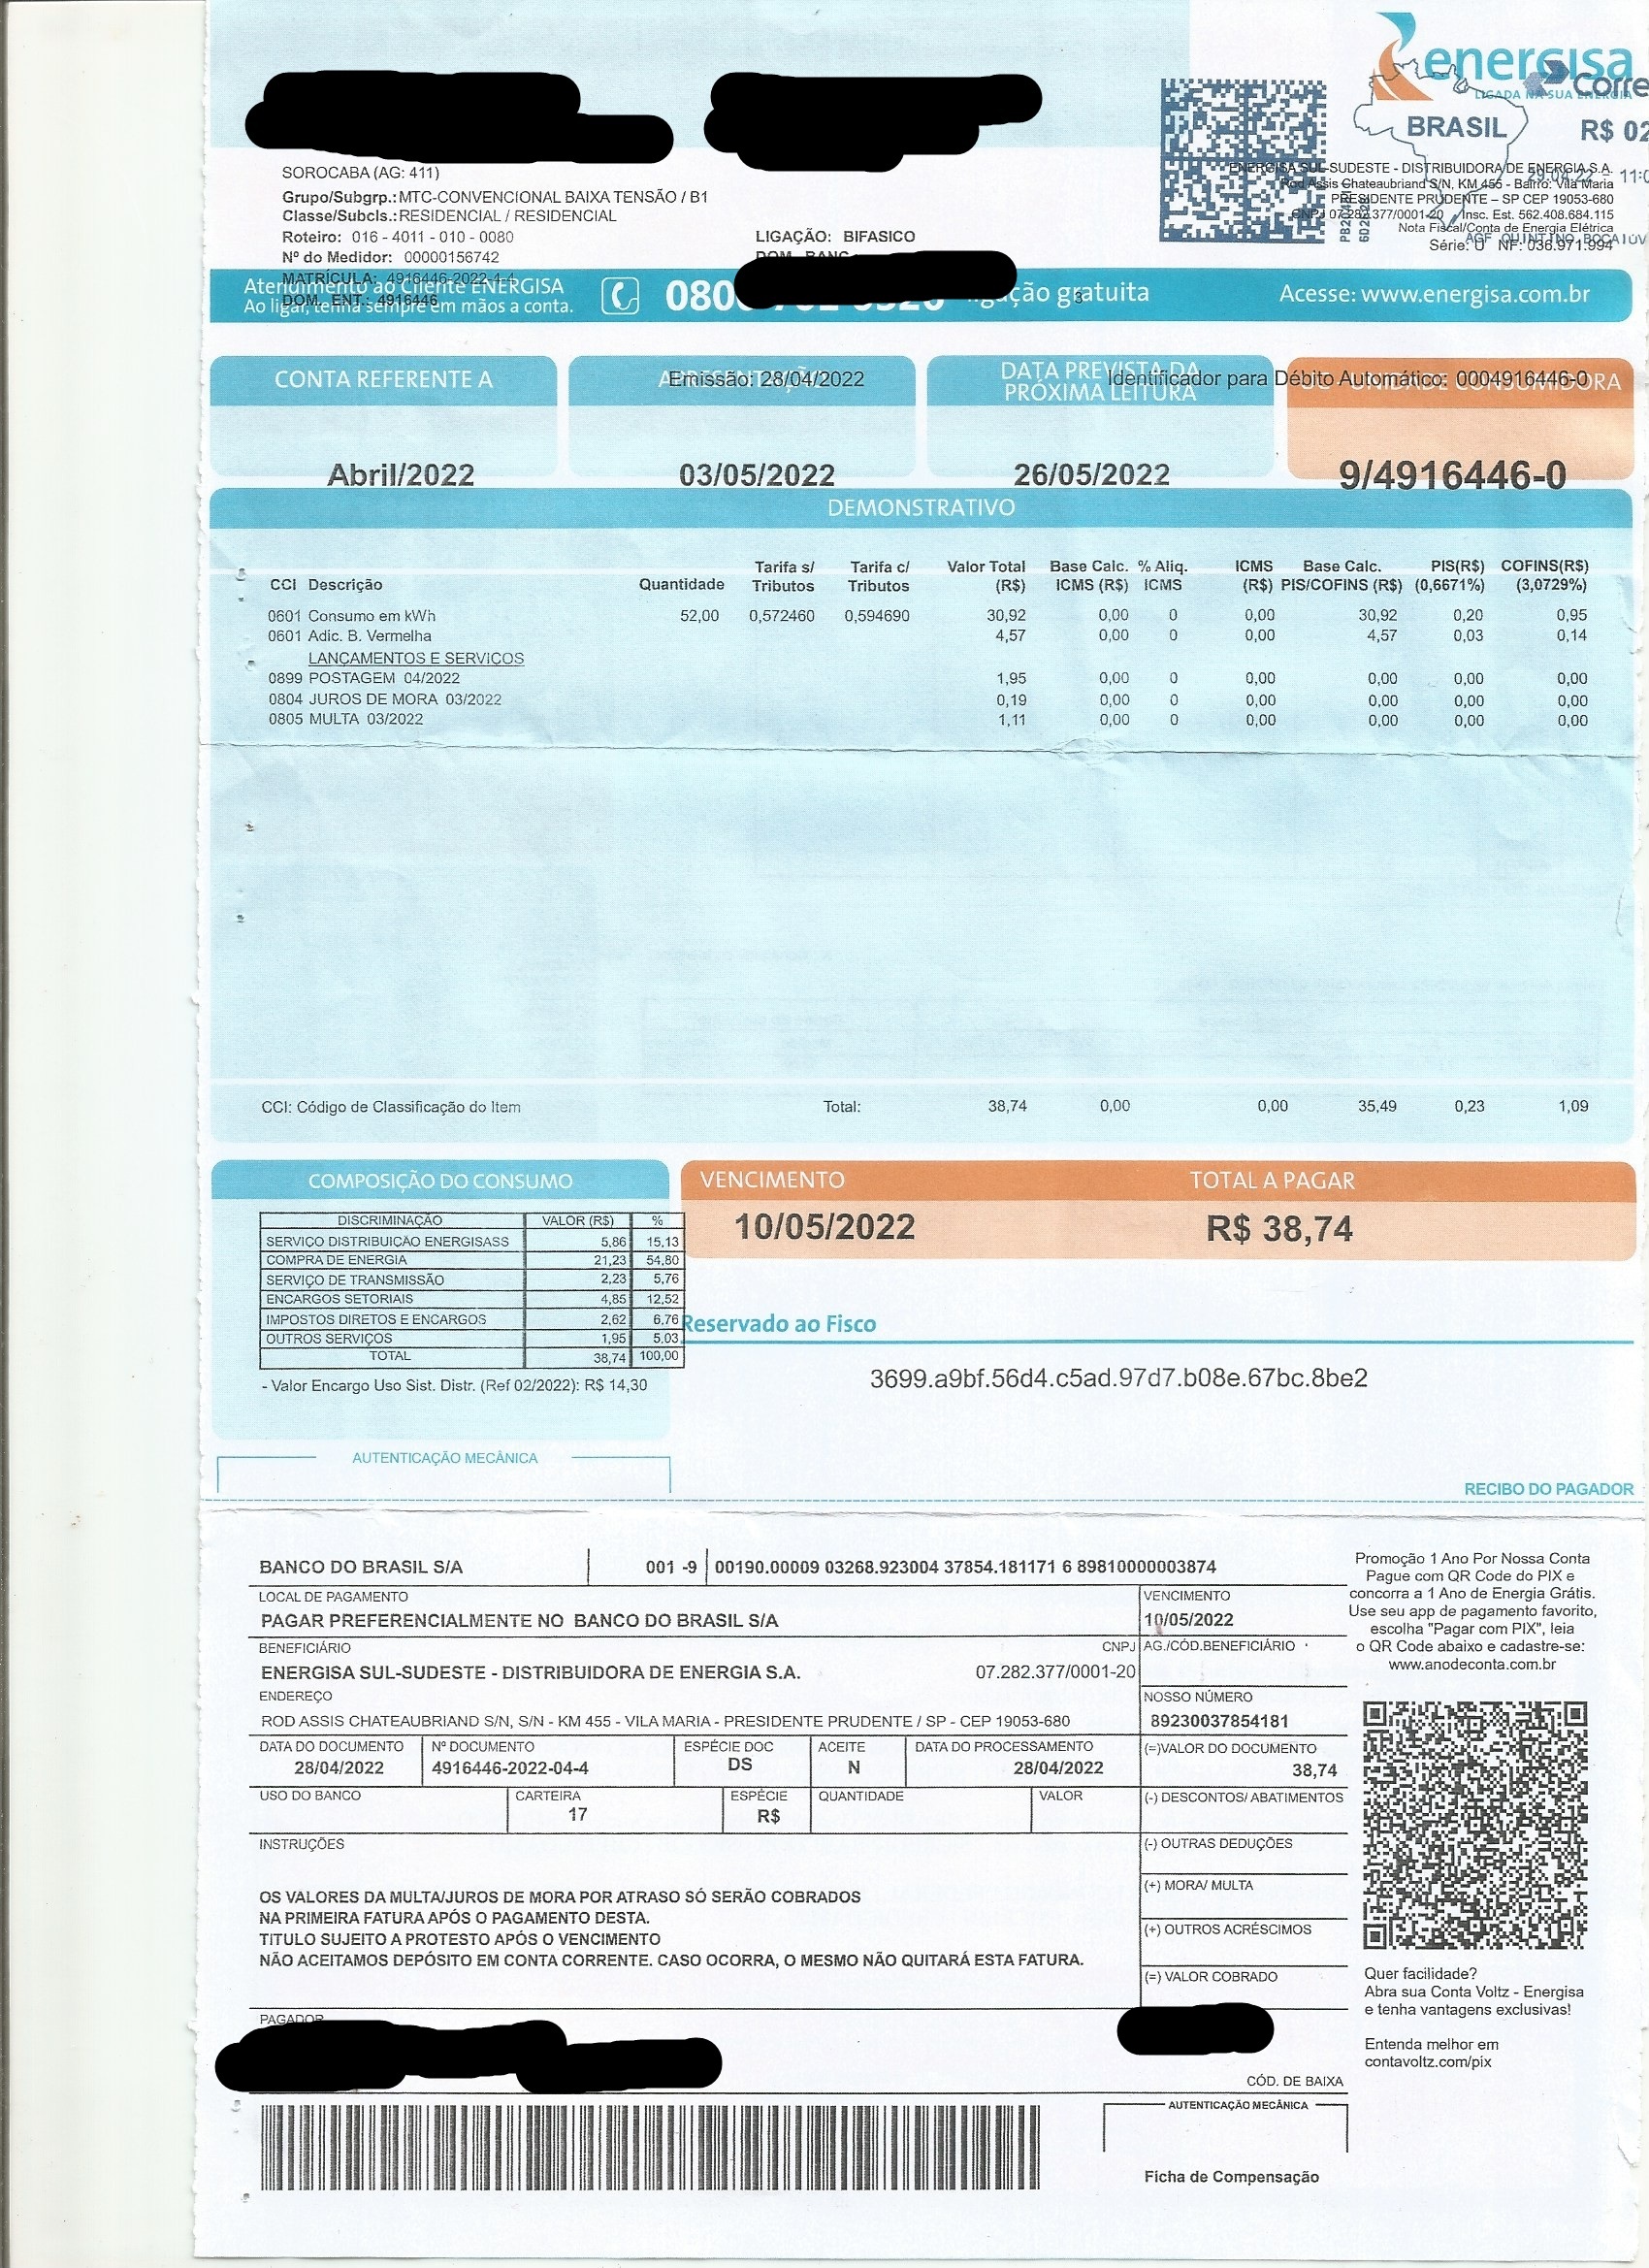 energisa
LIGADA NA SUA ENERGIA
Corre
BRASIL
R$ 02
SOROCABA (AG: 411)
Grupo/Subgrp.: MTC-CONVENCIONAL BAIXA TENSÃO / B1
Classe/Subcls.: RESIDENCIAL / RESIDENCIAL
Roteiro: 016 - 4011 - 010 - 0080
Nº do Medidor: 00000156742
MATRÍCULA: 4916446-2022-4-4
DOM. ENT.: 4916446
LIGAÇÃO: BIFASICO
ENERGISA SUL-SUDESTE - DISTRIBUIDORA DE ENERGIA S.A.
Rod Assis Chateaubriand S/N, KM 455 - Bairro: Vila Maria
PRESIDENTE PRUDENTE – SP CEP 19053-680
CNPJ 07.282.377/0001-20 Insc. Est. 562.408.684.115
Nota Fiscal/Conta de Energia Elétrica
Série: U NF: 036.971.994
29.04.22 11:0
AGF QUINTINO BOCAIUV
Atendimento ao Cliente ENERGISA
Ao ligar, tenha sempre em mãos a conta.
ligação gratuita
3
Acesse: www.energisa.com.br
CONTA REFERENTE A
APRESENTAÇÃO
Emissão: 28/04/2022
DATA PREVISTA DA
PRÓXIMA LEITURA
Identificador para Débito Automático: 0004916446-0
UNIDADE CONSUMIDORA
Abril/2022
03/05/2022
26/05/2022
9/4916446-0
DEMONSTRATIVO
CCI Descrição Quantidade Tarifa s/ Tributos Tarifa c/ Tributos Valor Total (R$) Base Calc. ICMS (R$) % Aliq. ICMS ICMS (R$) Base Calc. PIS/COFINS (R$) PIS(R$) (0,6671%) COFINS(R$) (3,0729%)
0601 Consumo em kWh 52,00 0,572460 0,594690 30,92 0,00 0 0,00 30,92 0,20 0,95
0601 Adic. B. Vermelha 4,57 0,00 0 0,00 4,57 0,03 0,14
LANÇAMENTOS E SERVICOS
0899 POSTAGEM 04/2022 1,95 0,00 0 0,00 0,00 0,00 0,00
0804 JUROS DE MORA 03/2022 0,19 0,00 0 0,00 0,00 0,00 0,00
0805 MULTA 03/2022 1,11 0,00 0 0,00 0,00 0,00 0,00
CCI: Código de Classificação do Item Total: 38,74 0,00 0,00 35,49 0,23 1,09
COMPOSIÇÃO DO CONSUMO
DISCRIMINAÇÃO VALOR (R$) %
SERVIÇO DISTRIBUICÃO ENERGISASS 5,86 15,13
COMPRA DE ENERGIA 21,23 54,80
SERVIÇO DE TRANSMISSÃO 2,23 5,76
ENCARGOS SETORIAIS 4,85 12,52
IMPOSTOS DIRETOS E ENCARGOS 2,62 6,76
OUTROS SERVIÇOS 1,95 5,03
TOTAL 38,74 100,00
- Valor Encargo Uso Sist. Distr. (Ref 02/2022): R$ 14,30
VENCIMENTO
TOTAL A PAGAR
10/05/2022
R$ 38,74
Reservado ao Fisco
3699.a9bf.56d4.c5ad.97d7.b08e.67bc.8be2
AUTENTICAÇÃO MECÂNICA
RECIBO DO PAGADOR
BANCO DO BRASIL S/A 001 -9 00190.00009 03268.923004 37854.181171 6 89810000003874
LOCAL DE PAGAMENTO
PAGAR PREFERENCIALMENTE NO BANCO DO BRASIL S/A
VENCIMENTO
10/05/2022
BENEFICIÁRIO
ENERGISA SUL-SUDESTE - DISTRIBUIDORA DE ENERGIA S.A.
CNPJ
07.282.377/0001-20
AG./CÓD.BENEFICIÁRIO
ENDEREÇO
ROD ASSIS CHATEAUBRIAND S/N, S/N - KM 455 - VILA MARIA - PRESIDENTE PRUDENTE / SP - CEP 19053-680
NOSSO NÚMERO
89230037854181
DATA DO DOCUMENTO
28/04/2022
Nº DOCUMENTO
4916446-2022-04-4
ESPÉCIE DOC
DS
ACEITE
N
DATA DO PROCESSAMENTO
28/04/2022
(=)VALOR DO DOCUMENTO
38,74
USO DO BANCO
CARTEIRA
17
ESPÉCIE
R$
QUANTIDADE
VALOR
(-) DESCONTOS/ ABATIMENTOS
INSTRUÇÕES
(-) OUTRAS DEDUÇÕES
(+) MORA/ MULTA
(+) OUTROS ACRÉSCIMOS
(=) VALOR COBRADO
OS VALORES DA MULTA/JUROS DE MORA POR ATRASO SÓ SERÃO COBRADOS
NA PRIMEIRA FATURA APÓS O PAGAMENTO DESTA.
TITULO SUJEITO A PROTESTO APÓS O VENCIMENTO
NÃO ACEITAMOS DEPÓSITO EM CONTA CORRENTE. CASO OCORRA, O MESMO NÃO QUITARÁ ESTA FATURA.
PAGADOR
CÓD. DE BAIXA
AUTENTICAÇÃO MECÂNICA
Ficha de Compensação
Promoção 1 Ano Por Nossa Conta
Pague com QR Code do PIX e
concorra a 1 Ano de Energia Grátis.
Use seu app de pagamento favorito,
escolha "Pagar com PIX", leia
o QR Code abaixo e cadastre-se:
www.anodeconta.com.br
Quer facilidade?
Abra sua Conta Voltz - Energisa
e tenha vantagens exclusivas!
Entenda melhor em
contavoltz.com/pix